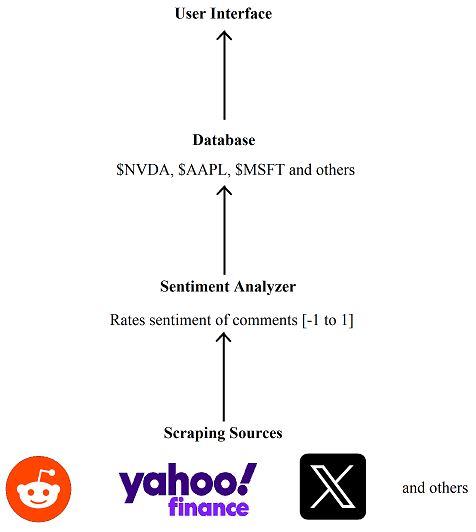 User Interface
Database
$NVDA, $AAPL, $MSFT and others
Sentiment Analyzer
Rates sentiment of comments [-1 to 1]
Scraping Sources
yahoo!
finance
X
and others